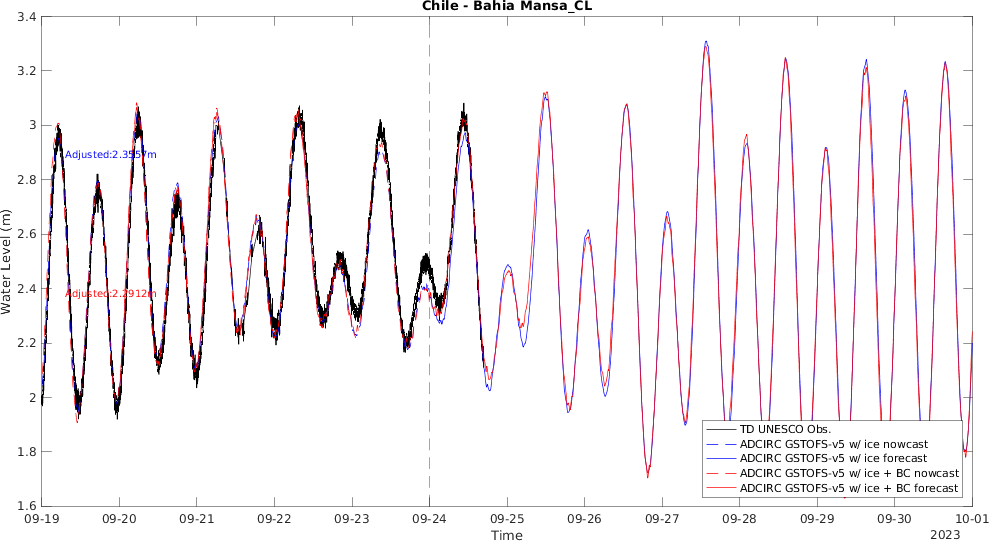 Chile - Bahia Mansa_CL
3.4
3.2
3
2.8
2.6
2.4
2.2
2
1.8
1.6
Water Level (m)
Adjusted:2.3557m
Adjusted:2.2912m
TD UNESCO Obs.
ADCIRC GSTOFS-v5 w/ ice nowcast
ADCIRC GSTOFS-v5 w/ ice forecast
ADCIRC GSTOFS-v5 w/ ice + BC nowcast
ADCIRC GSTOFS-v5 w/ ice + BC forecast
09-19 09-20 09-21 09-22 09-23 09-24 09-25 09-26 09-27 09-28 09-29 09-30 10-01
Time
2023